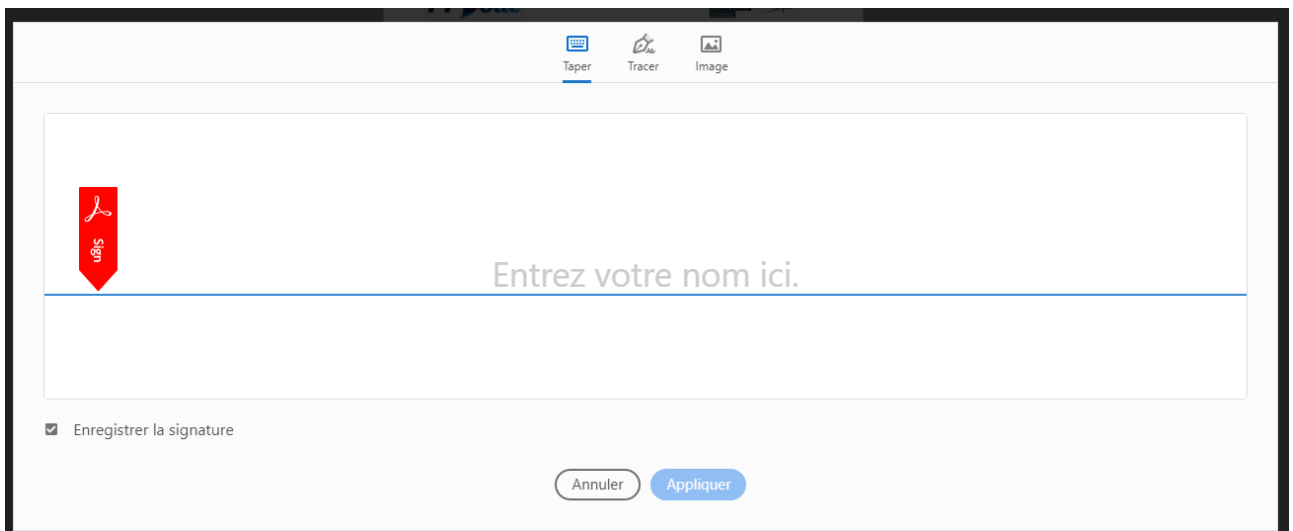 Taper Tracer Image
Sign
Entrez votre nom ici.
Enregistrer la signature
Annuler Appliquer